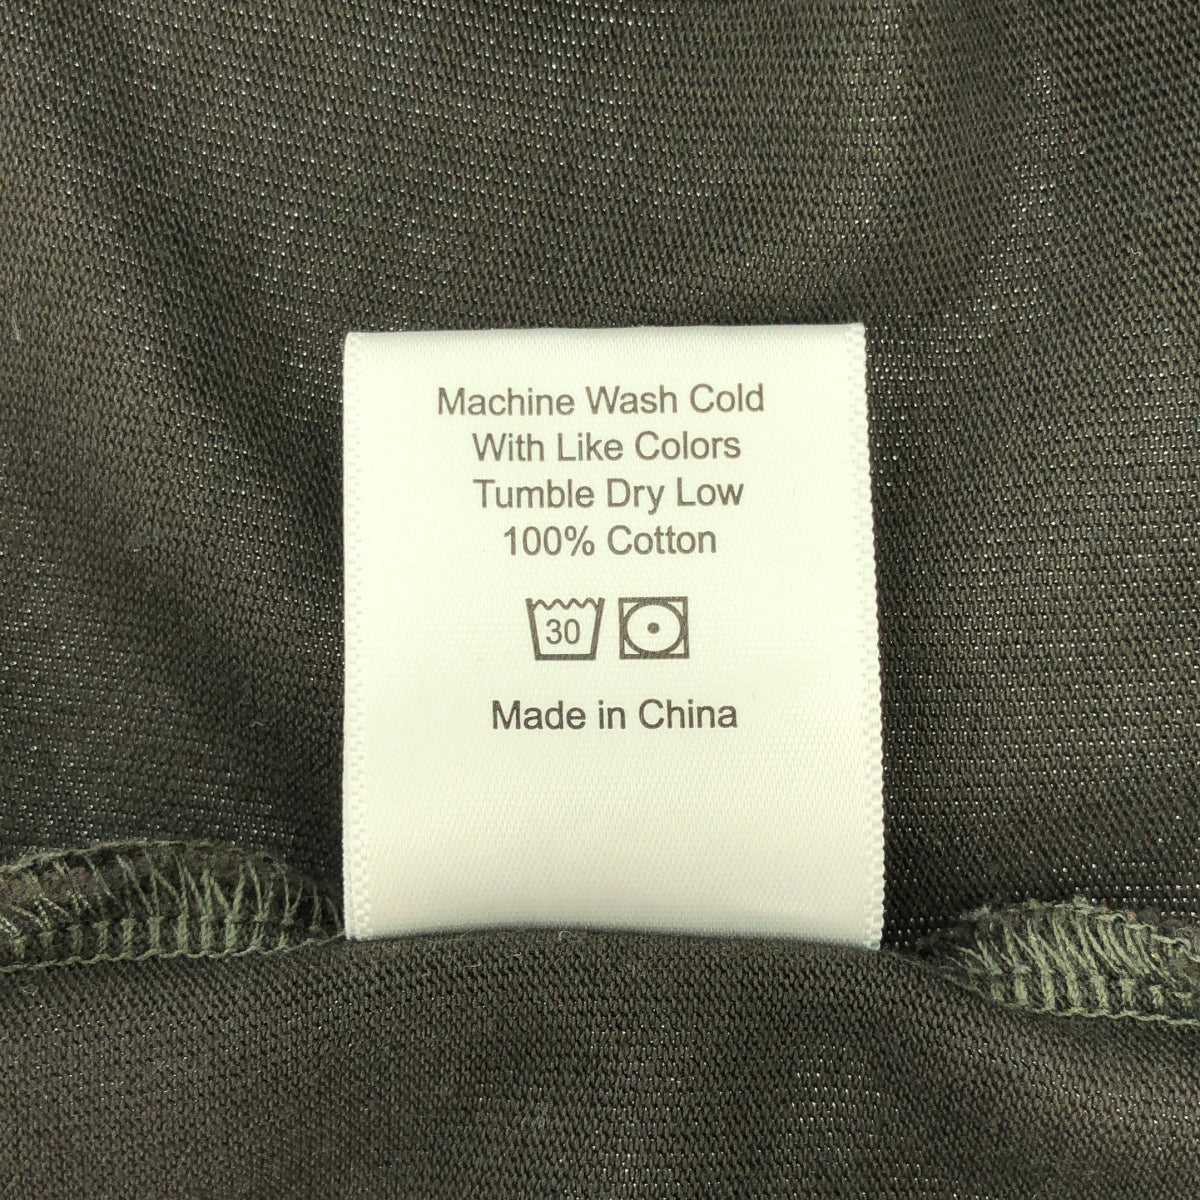 Machine Wash Cold
With Like Colors
Tumble Dry Low
100% Cotton
30
Made in China